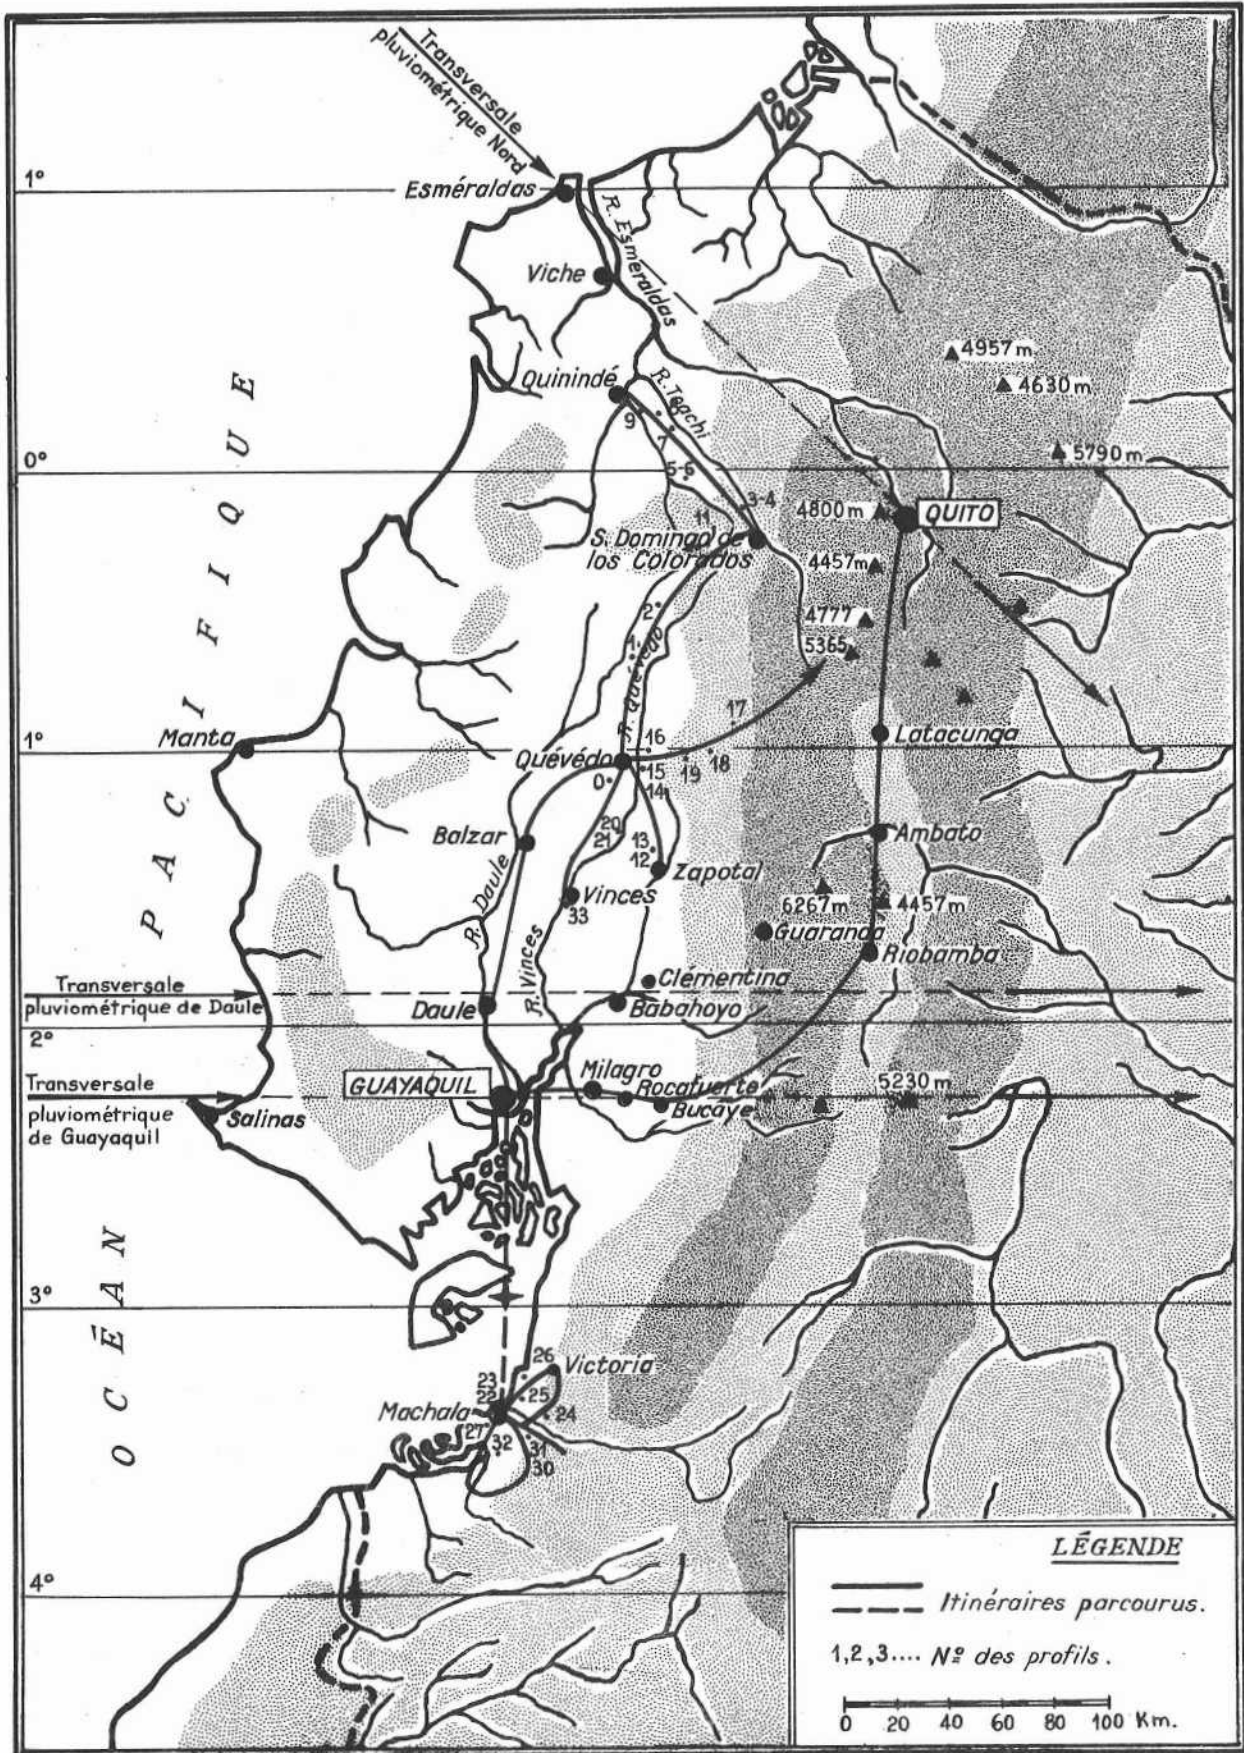 Transversale
pluviométrique Nord
1°
Esméraldas
R. Esméraldas
Viche
4957 m
4630 m
Quinindé
R. Toachi
9
8
7
5790 m
0°
5-6
3-4
4800 m
QUITO
11
S. Domingo de
los Colorados
4457 m
2
4777
1
5365
R. Quévédo
17
Manta
1°
16
Latacunga
Quévédo
18
19
15
0
14
20
21
Balzar
13
12
Ambato
Zapotal
R. Daule
Vinces
33
6267 m
4457 m
Guaranda
Riobamba
R. Vinces
Clémentina
Transversale
pluviométrique de Daule
Daule
Babahoyo
2°
Milagro
Transversale
pluviométrique
de Guayaquil
GUAYAQUIL
Rocafuerte
Bucaye
5230 m
Salinas
OCÉAN PACIFIQUE
3°
26
Victoria
23
22
25
Machala
24
27
32
31
30
4°
LÉGENDE
Itinéraires parcourus.
1,2,3.... Nº des profils.
0 20 40 60 80 100 Km.